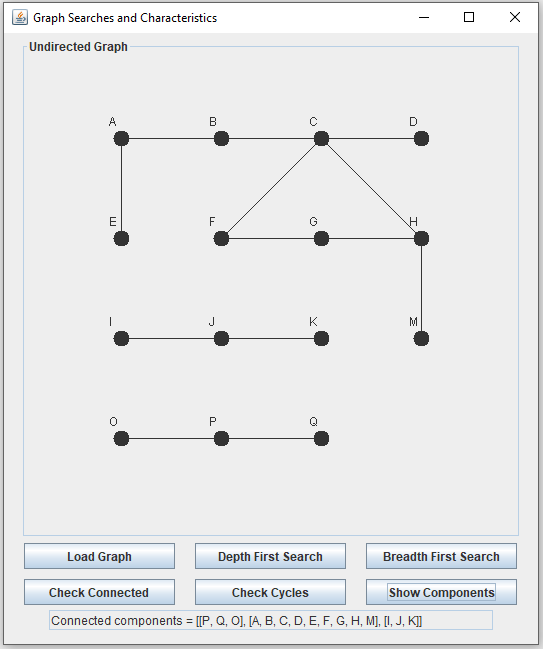 Graph Searches and Characteristics
Undirected Graph
A B C D
E F G H
I J K M
O P Q
Load Graph Depth First Search Breadth First Search
Check Connected Check Cycles Show Components
Connected components = [[P, Q, O], [A, B, C, D, E, F, G, H, M], [I, J, K]]